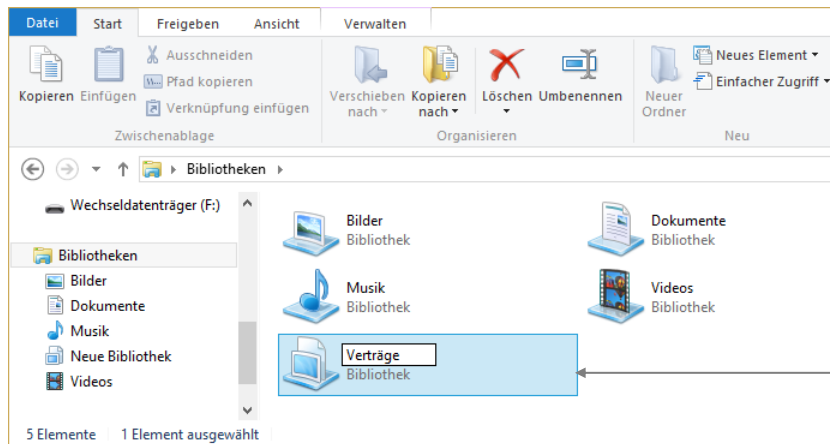 Datei Start Freigeben Ansicht Verwalten
Kopieren
Einfügen
Ausschneiden
Pfad kopieren
Verknüpfung einfügen
Zwischenablage
Verschieben
nach
Kopieren
nach
Löschen
Umbenennen
Organisieren
Neuer
Ordner
Neues Element
Einfacher Zugriff
Neu
Bibliotheken
Wechseldatenträger (F:)
Bibliotheken
Bilder
Dokumente
Musik
Neue Bibliothek
Videos
Bilder
Bibliothek
Dokumente
Bibliothek
Musik
Bibliothek
Videos
Bibliothek
Verträge
Bibliothek
5 Elemente 1 Element ausgewählt